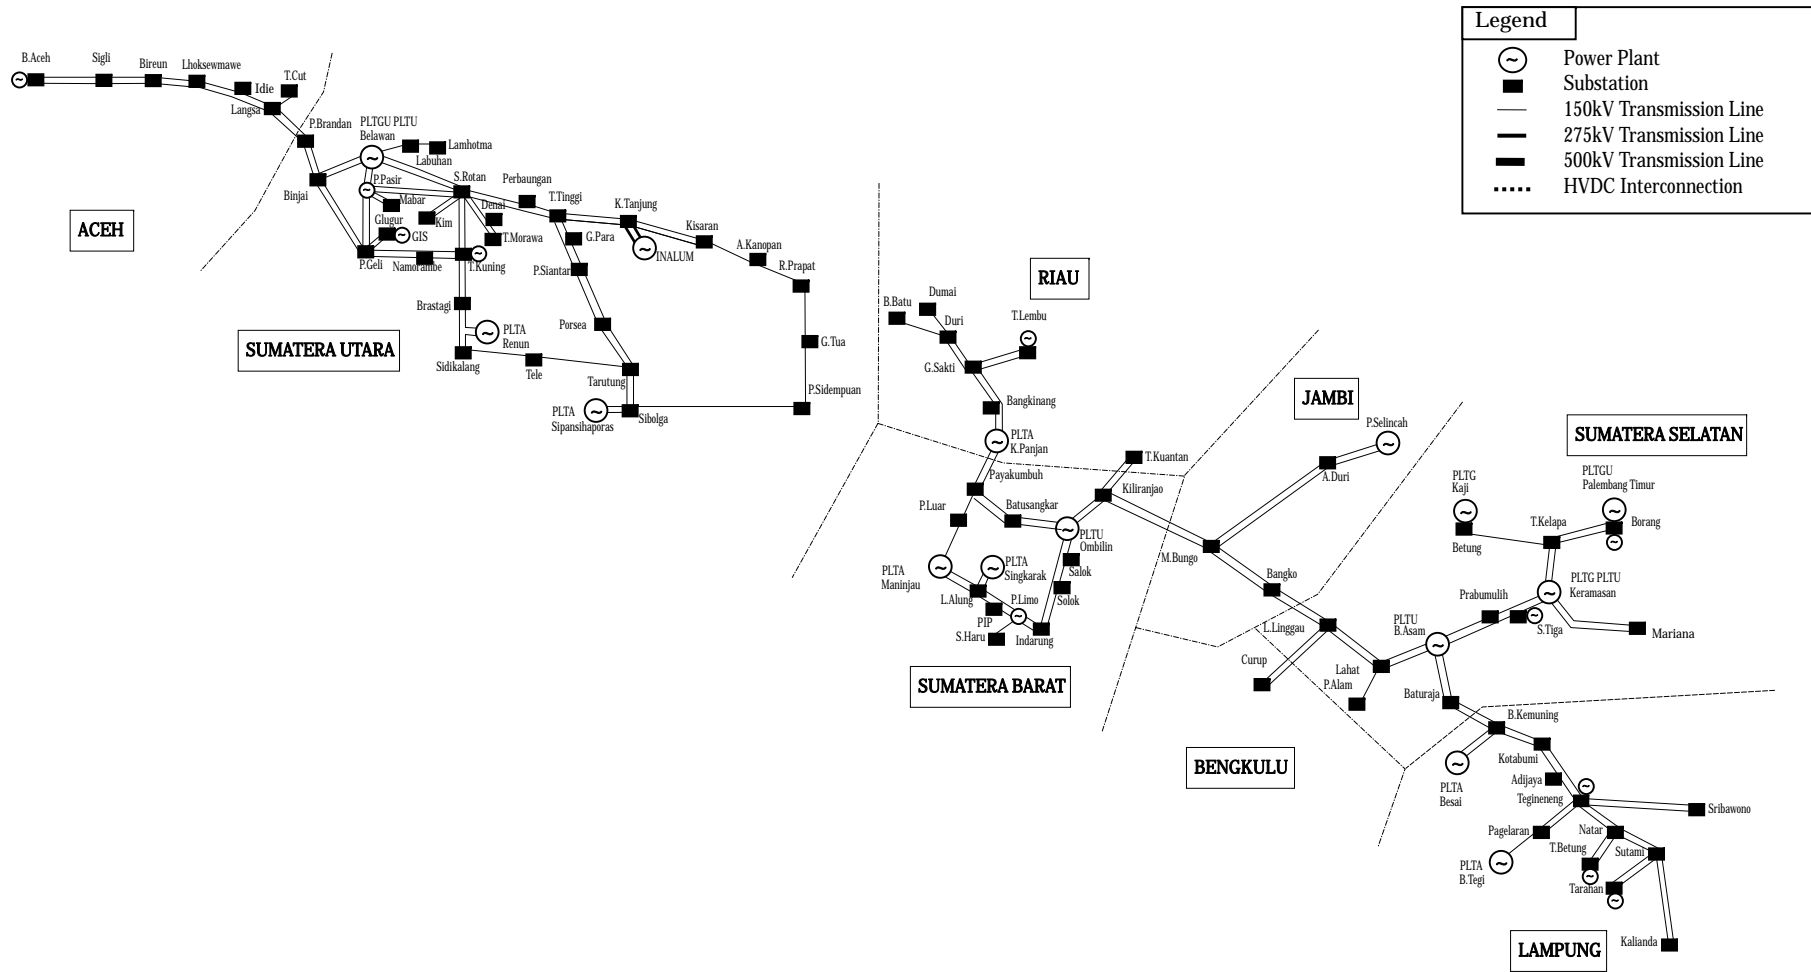 Legend
Power Plant
Substation
150kV Transmission Line
275kV Transmission Line
500kV Transmission Line
HVDC Interconnection
B.Aceh
Sigli
Bireun
Lhoksewmawe
Idie
T.Cut
Langsa
P.Brandan
PLTGU PLTU
Belawan
Lamhotma
Labuhan
Binjai
P.Pasir
Mabar
S.Rotan
Perbaungan
T.Tinggi
K.Tanjung
Kisaran
A.Kanopan
R.Prapat
Glugur
GIS
Kim
Denai
T.Morawa
G.Para
INALUM
P.Geli
Namorambe
T.Kuning
P.Siantar
Brastagi
Porsea
PLTA
Renun
Sidikalang
Tele
Tarutung
G.Tua
P.Sidempuan
PLTA
Sipansihaporas
Sibolga
ACEH
SUMATERA UTARA
RIAU
B.Batu
Dumai
Duri
T.Lembu
G.Sakti
Bangkinang
PLTA
K.Panjan
Payakumbuh
T.Kuantan
Kiliranjao
P.Luar
Batusangkar
PLTU
Ombilin
PLTA
Maninjau
PLTA
Singkarak
Salok
L.Alung
P.Limo
Solok
PIP
S.Haru
Indarung
SUMATERA BARAT
JAMBI
P.Selincah
A.Duri
M.Bungo
Bangko
L.Linggau
Curup
Lahat
P.Alam
BENGKULU
SUMATERA SELATAN
PLTG
Kaji
PLTGU
Palembang Timur
T.Kelapa
Borang
Betung
PLTG PLTU
Keramasan
Prabumulih
S.Tiga
Mariana
PLTU
B.Asam
Baturaja
B.Kemuning
Kotabumi
PLTA
Besai
Adijaya
Tegineneng
Sribawono
Pagelaran
Natar
T.Betung
Sutami
PLTA
B.Tegi
Tarahan
Kalianda
LAMPUNG